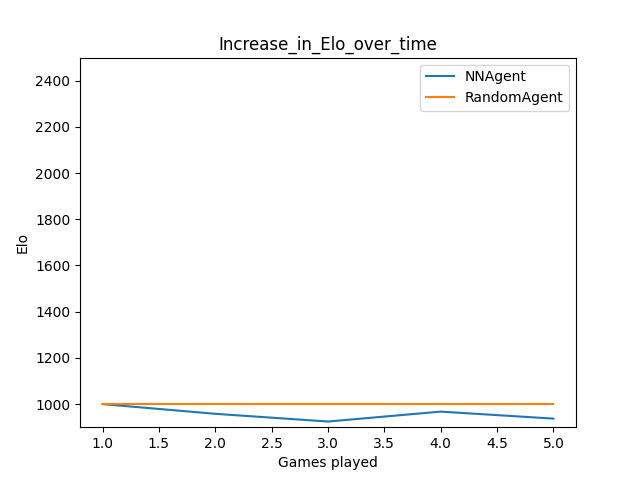 Increase_in_Elo_over_time
NNAgent
RandomAgent
2400
2200
2000
1800
1600
1400
1200
1000
Elo
1.0 1.5 2.0 2.5 3.0 3.5 4.0 4.5 5.0
Games played